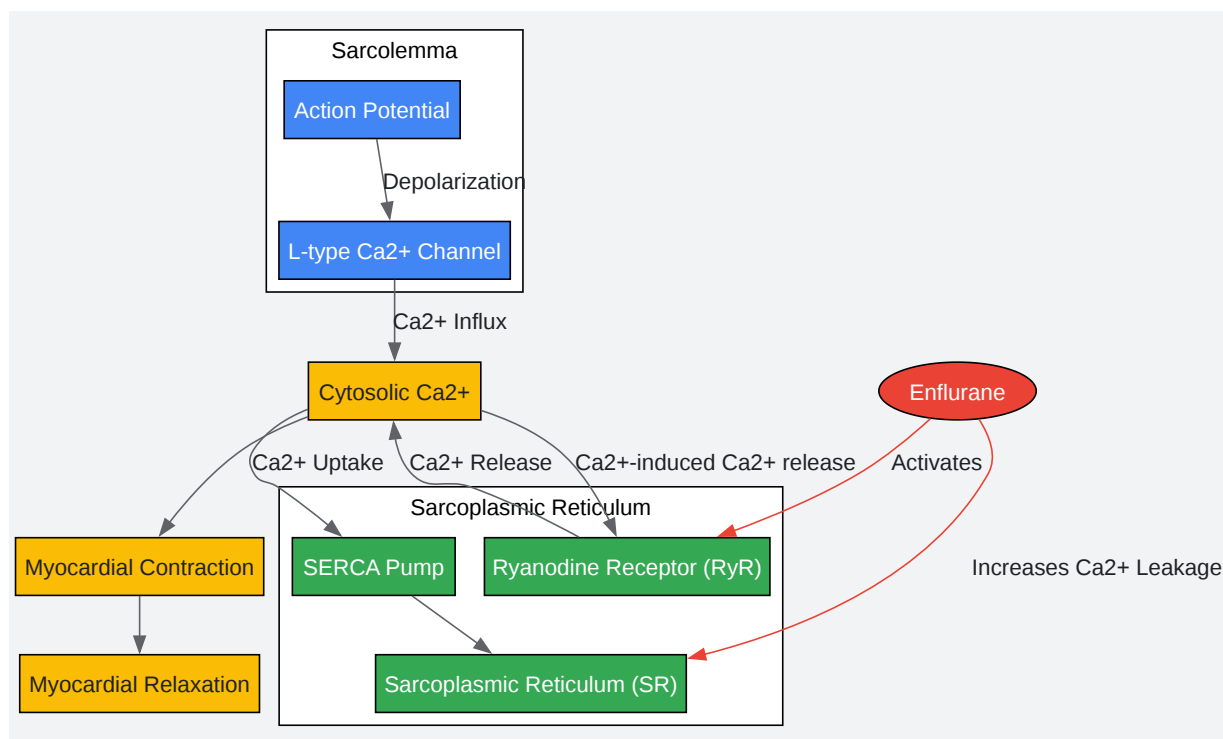 Sarcolemma
Action Potential
Depolarization
L-type Ca2+ Channel
Ca2+ Influx
Cytosolic Ca2+
Enflurane
Ca2+ Uptake
Ca2+ Release
Ca2+-induced Ca2+ release
Activates
Sarcoplasmic Reticulum
Myocardial Contraction
SERCA Pump
Ryanodine Receptor (RyR)
Increases Ca2+ Leakage
Myocardial Relaxation
Sarcoplasmic Reticulum (SR)